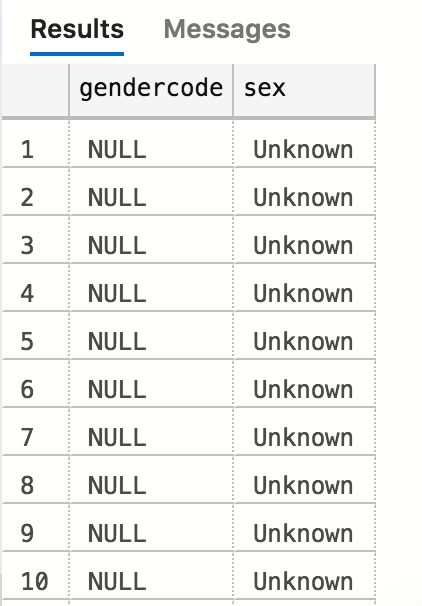 Results Messages
gendercode sex
1 NULL Unknown
2 NULL Unknown
3 NULL Unknown
4 NULL Unknown
5 NULL Unknown
6 NULL Unknown
7 NULL Unknown
8 NULL Unknown
9 NULL Unknown
10 NULL Unknown